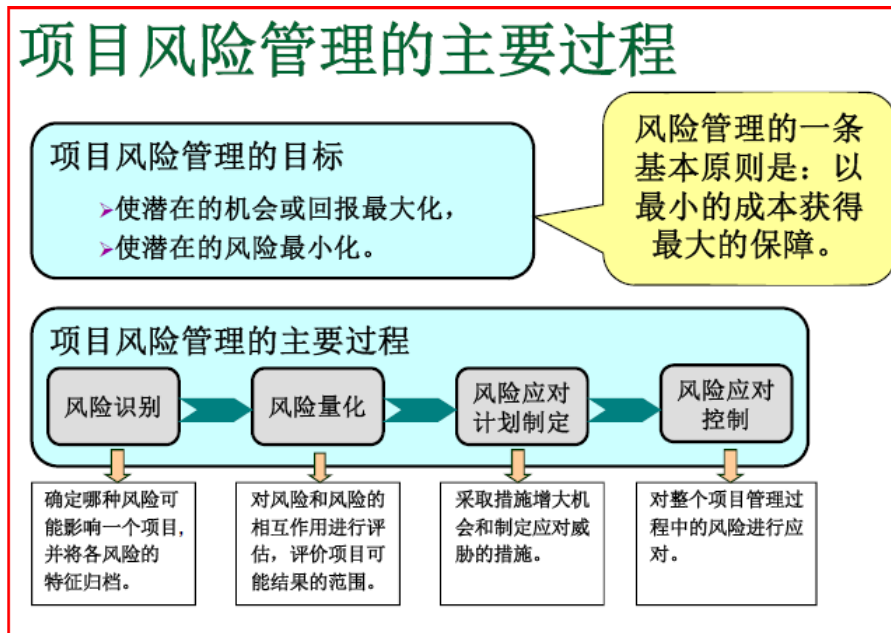 项目风险管理的主要过程
项目风险管理的目标
➢使潜在的机会或回报最大化，
➢使潜在的风险最小化。
风险管理的一条
基本原则是：以
最小的成本获得
最大的保障。
项目风险管理的主要过程
风险识别
风险量化
风险应对
计划制定
风险应对
控制
确定哪种风险可
能影响一个项目，
并将各风险的
特征归档。
对风险和风险的
相互作用进行评
估，评价项目可
能结果的范围。
采取措施增大机
会和制定应对威
胁的措施。
对整个项目管理过
程中的风险进行应
对。